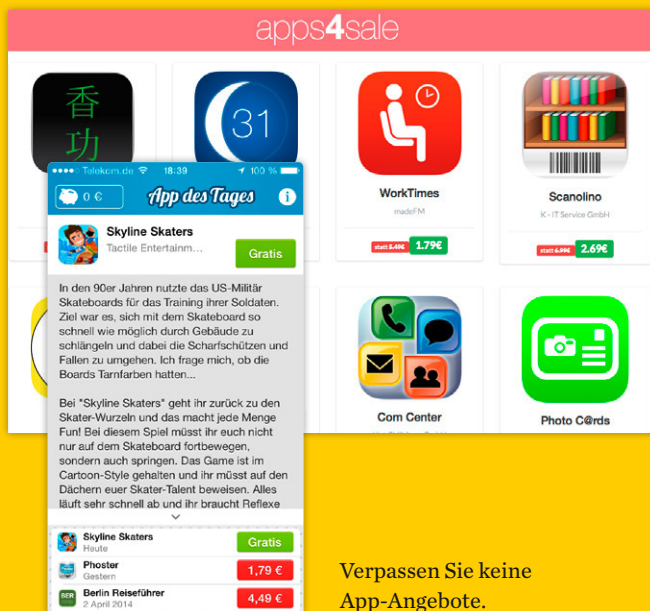 apps4sale
香
功
31
WorkTimes
madeFM
statt 5.49€ 1.79€
Scanolino
K - IT Service GmbH
statt 6.99€ 2.69€
Com Center
Photo C@rds
Telekom.de 18:39 100 %
0 € App des Tages i
Skyline Skaters
Tactile Entertainm...
Gratis
In den 90er Jahren nutzte das US-Militär
Skateboards für das Training ihrer Soldaten.
Ziel war es, sich mit dem Skateboard so
schnell wie möglich durch Gebäude zu
schlängeln und dabei die Scharfschützen und
Fallen zu umgehen. Ich frage mich, ob die
Boards Tarnfarben hatten...
Bei "Skyline Skaters" geht ihr zurück zu den
Skater-Wurzeln und das macht jede Menge
Fun! Bei diesem Spiel müsst ihr euch nicht
nur auf dem Skateboard fortbewegen,
sondern auch springen. Das Game ist im
Cartoon-Style gehalten und ihr müsst auf den
Dächern euer Skater-Talent beweisen. Alles
läuft sehr schnell ab und ihr braucht Reflexe
Skyline Skaters
Heute
Gratis
Phoster
Gestern
1,79 €
BER
Berlin Reiseführer
2 April 2014
4,49 €
Verpassen Sie keine
App-Angebote.